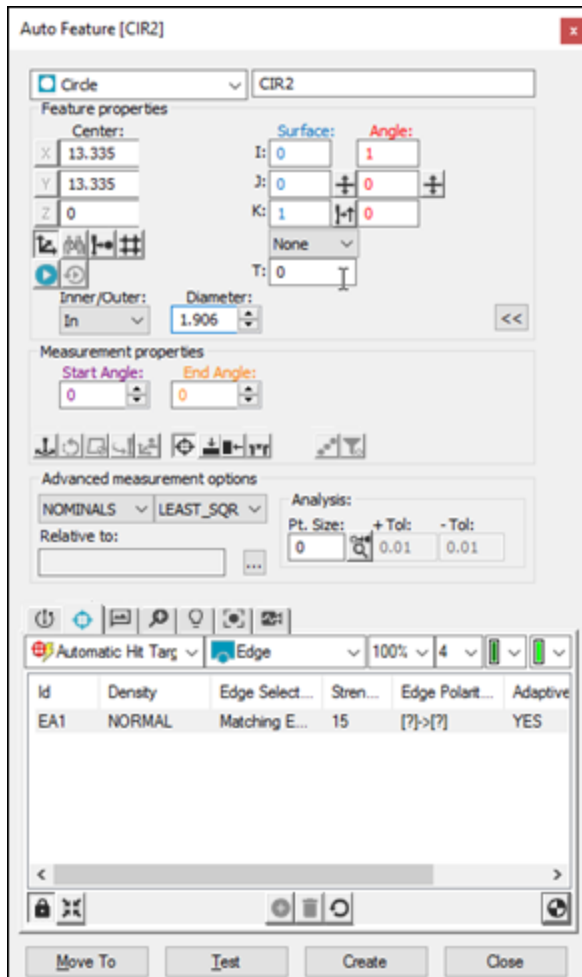 Auto Feature [CIR2]
x
Circle CIR2
Feature properties
Center: Surface: Angle:
X 13.335 I: 0 1
Y 13.335 J: 0 0
Z 0 K: 1 0
None
T: 0
Inner/Outer: Diameter:
In 1.906 <<
Measurement properties
Start Angle: End Angle:
0 0
Advanced measurement options
NOMINALS LEAST_SQR Analysis:
Pt. Size: + Tol: - Tol:
Relative to: 0 0.01 0.01
...
Automatic Hit Targ Edge 100% 4
Id Density Edge Select... Stren... Edge Polarit... Adaptive
EA1 NORMAL Matching E... 15 [?]->[?] YES
Move To Test Create Close